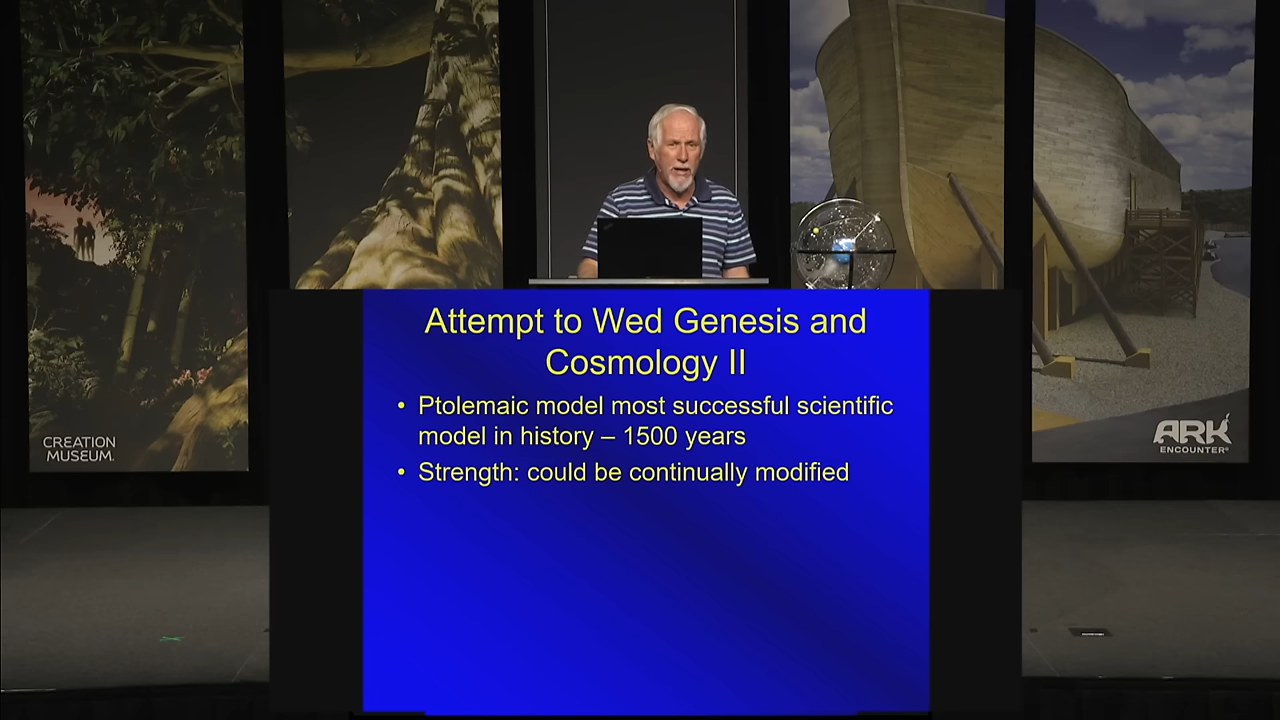 Attempt to Wed Genesis and
Cosmology II
• Ptolemaic model most successful scientific
model in history – 1500 years
• Strength: could be continually modified
CREATION
MUSEUM.
ARK
ENCOUNTER®